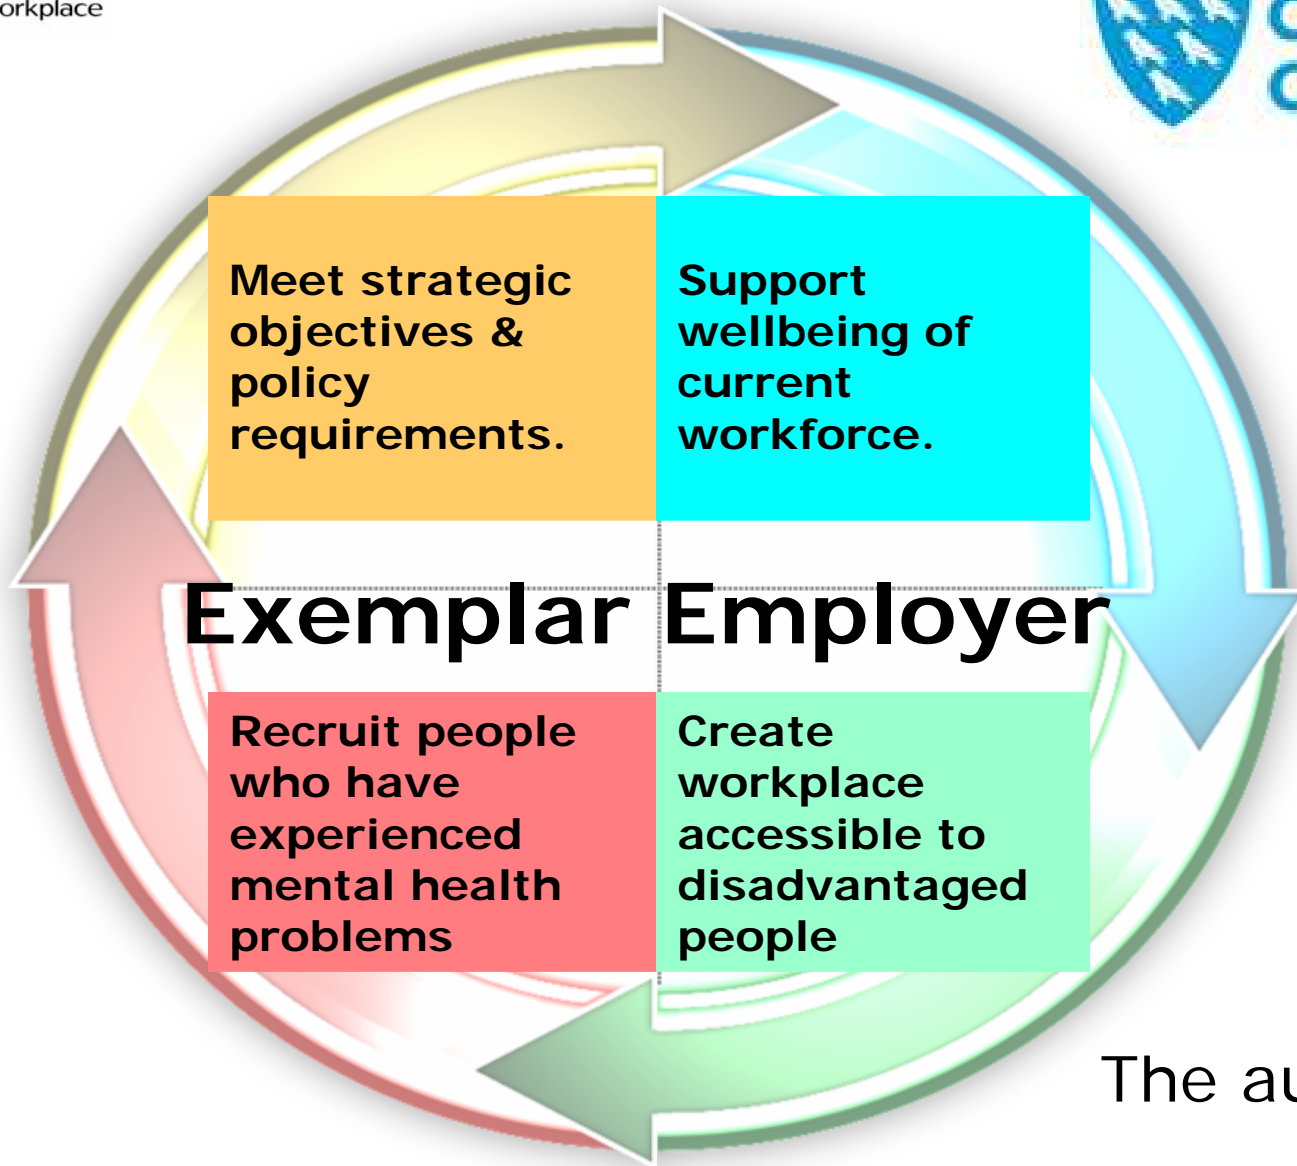 Meet strategic
objectives &
policy
requirements.
Support
wellbeing of
current
workforce.
Exemplar Employer
Recruit people
who have
experienced
mental health
problems
Create
workplace
accessible to
disadvantaged
people
The